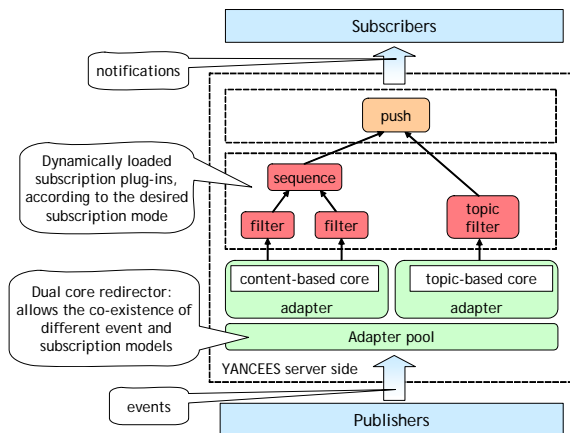 Subscribers
notifications
push
Dynamically loaded
subscription plug-ins,
according to the desired
subscription mode
sequence
filter
filter
topic
filter
content-based core
adapter
topic-based core
adapter
Dual core redirector:
allows the co-existence of
different event and
subscription models
Adapter pool
YANCEES server side
events
Publishers